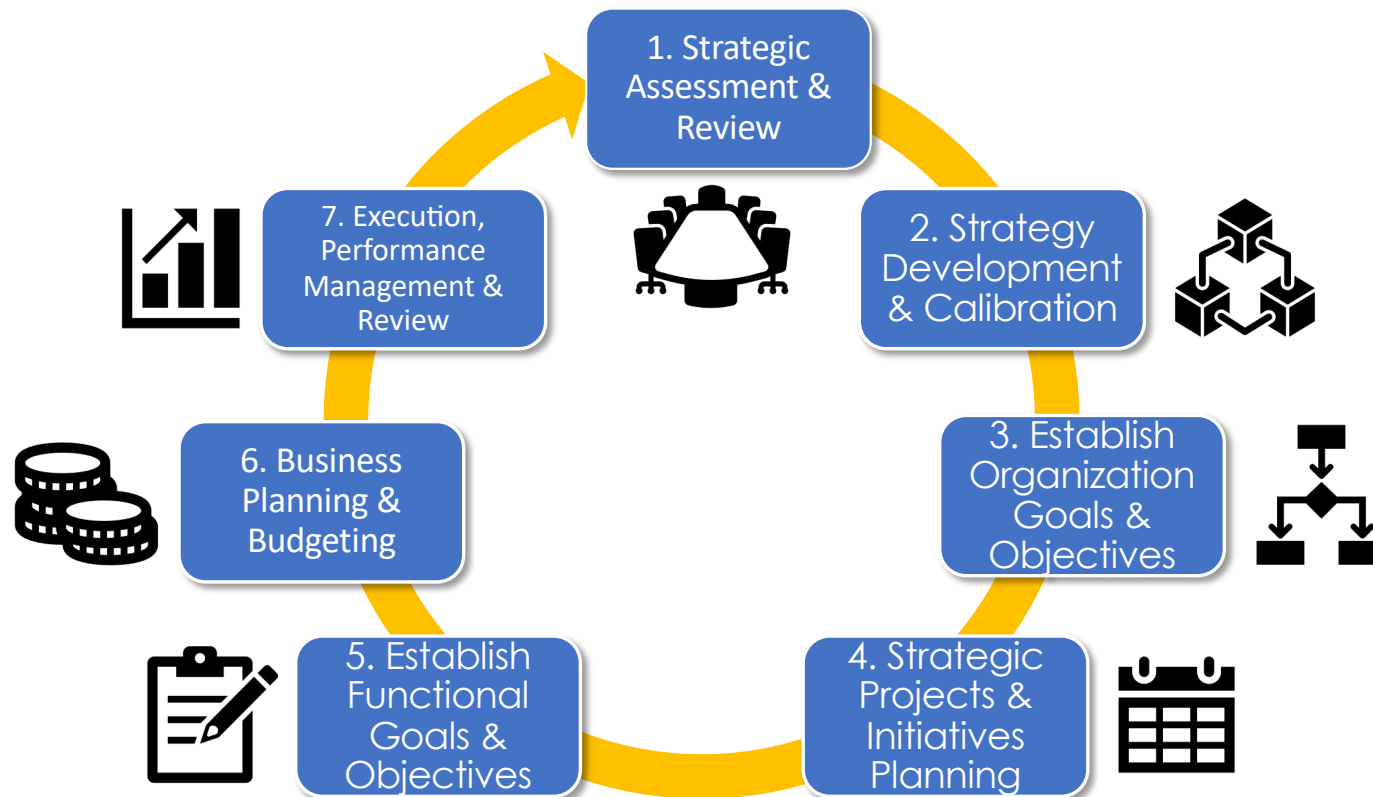 1. Strategic
Assessment &
Review
2. Strategy
Development
& Calibration
3. Establish
Organization
Goals &
Objectives
4. Strategic
Projects &
Initiatives
Planning
5. Establish
Functional
Goals &
Objectives
6. Business
Planning &
Budgeting
7. Execution,
Performance
Management &
Review